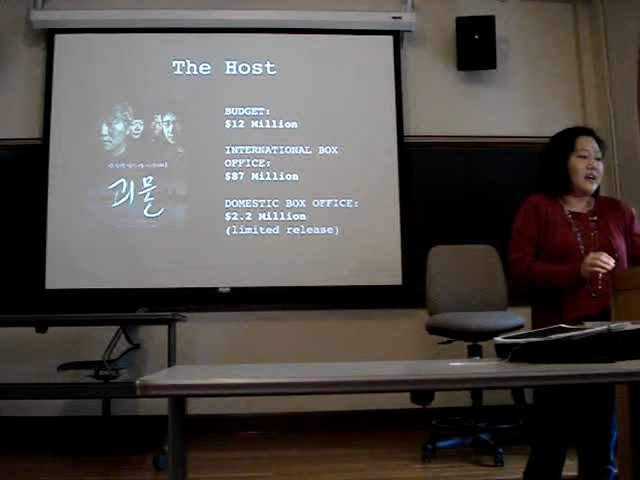 The Host
괴물
BUDGET:
$12 Million
INTERNATIONAL BOX
OFFICE:
$87 Million
DOMESTIC BOX OFFICE:
$2.2 Million
(limited release)